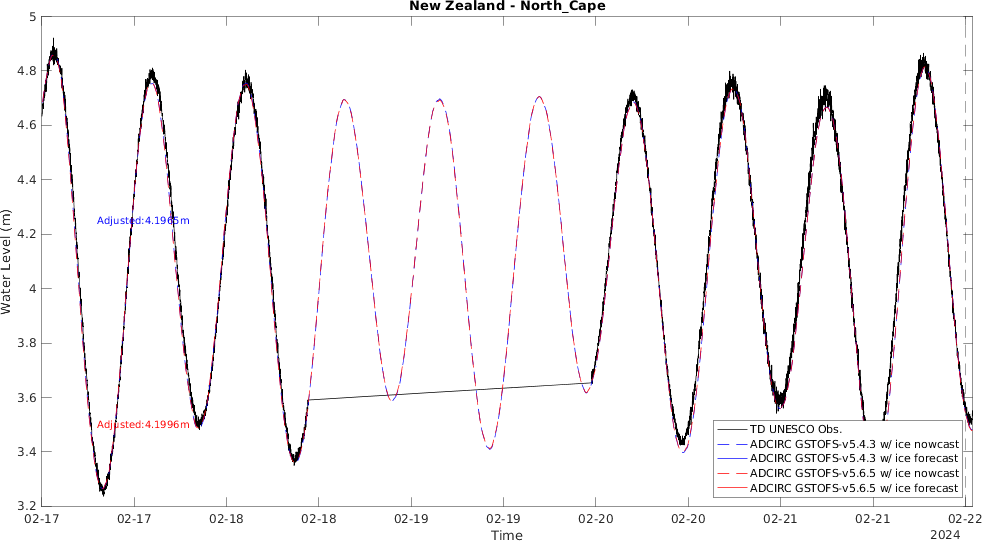 New Zealand - North_Cape
Water Level (m)
5
4.8
4.6
4.4
4.2
4
3.8
3.6
3.4
3.2
Adjusted:4.1965m
Adjusted:4.1996m
TD UNESCO Obs.
ADCIRC GSTOFS-v5.4.3 w/ ice nowcast
ADCIRC GSTOFS-v5.4.3 w/ ice forecast
ADCIRC GSTOFS-v5.6.5 w/ ice nowcast
ADCIRC GSTOFS-v5.6.5 w/ ice forecast
02-17 02-17 02-18 02-18 02-19 02-19 02-20 02-20 02-21 02-21 02-22
Time
2024